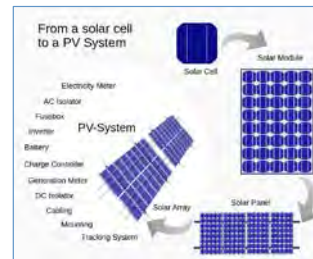 From a solar cell
to a PV System
Solar Cell
Solar Module
Electricity Meter
AC Isolator
Fusebox
PV-System
Inverter
Battery
Charge Controller
Generation Meter
DC Isolator
Cabling
Mounting
Tracking System
Solar Array
Solar Panel